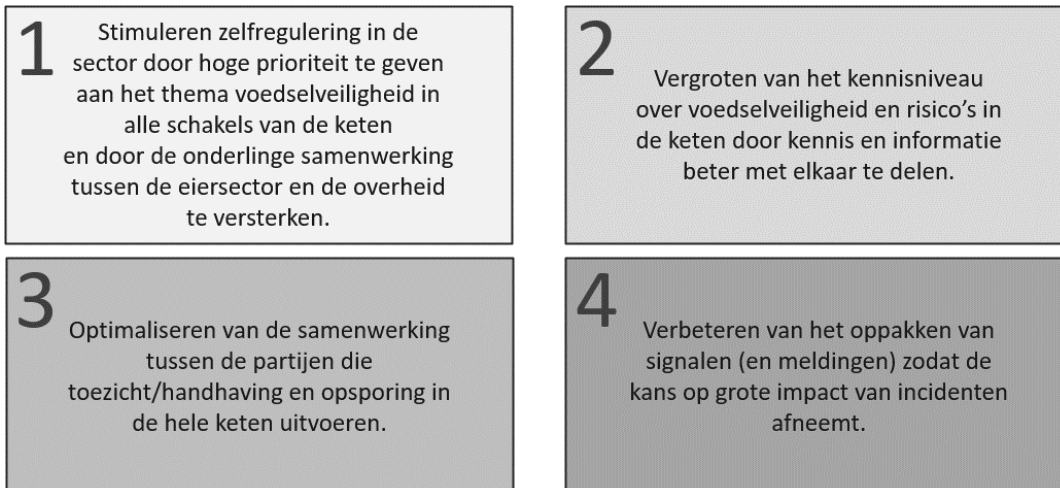 1
Stimuleren zelfregulering in de
sector door hoge prioriteit te geven
aan het thema voedselveiligheid in
alle schakels van de keten
en door de onderlinge samenwerking
tussen de eiersector en de overheid
te versterken.
2
Vergroten van het kennisniveau
over voedselveiligheid en risico's in
de keten door kennis en informatie
beter met elkaar te delen.
3
Optimaliseren van de samenwerking
tussen de partijen die
toezicht/handhaving en opsporing in
de hele keten uitvoeren.
4
Verbeteren van het oppakken van
signalen (en meldingen) zodat de
kans op grote impact van incidenten
afneemt.